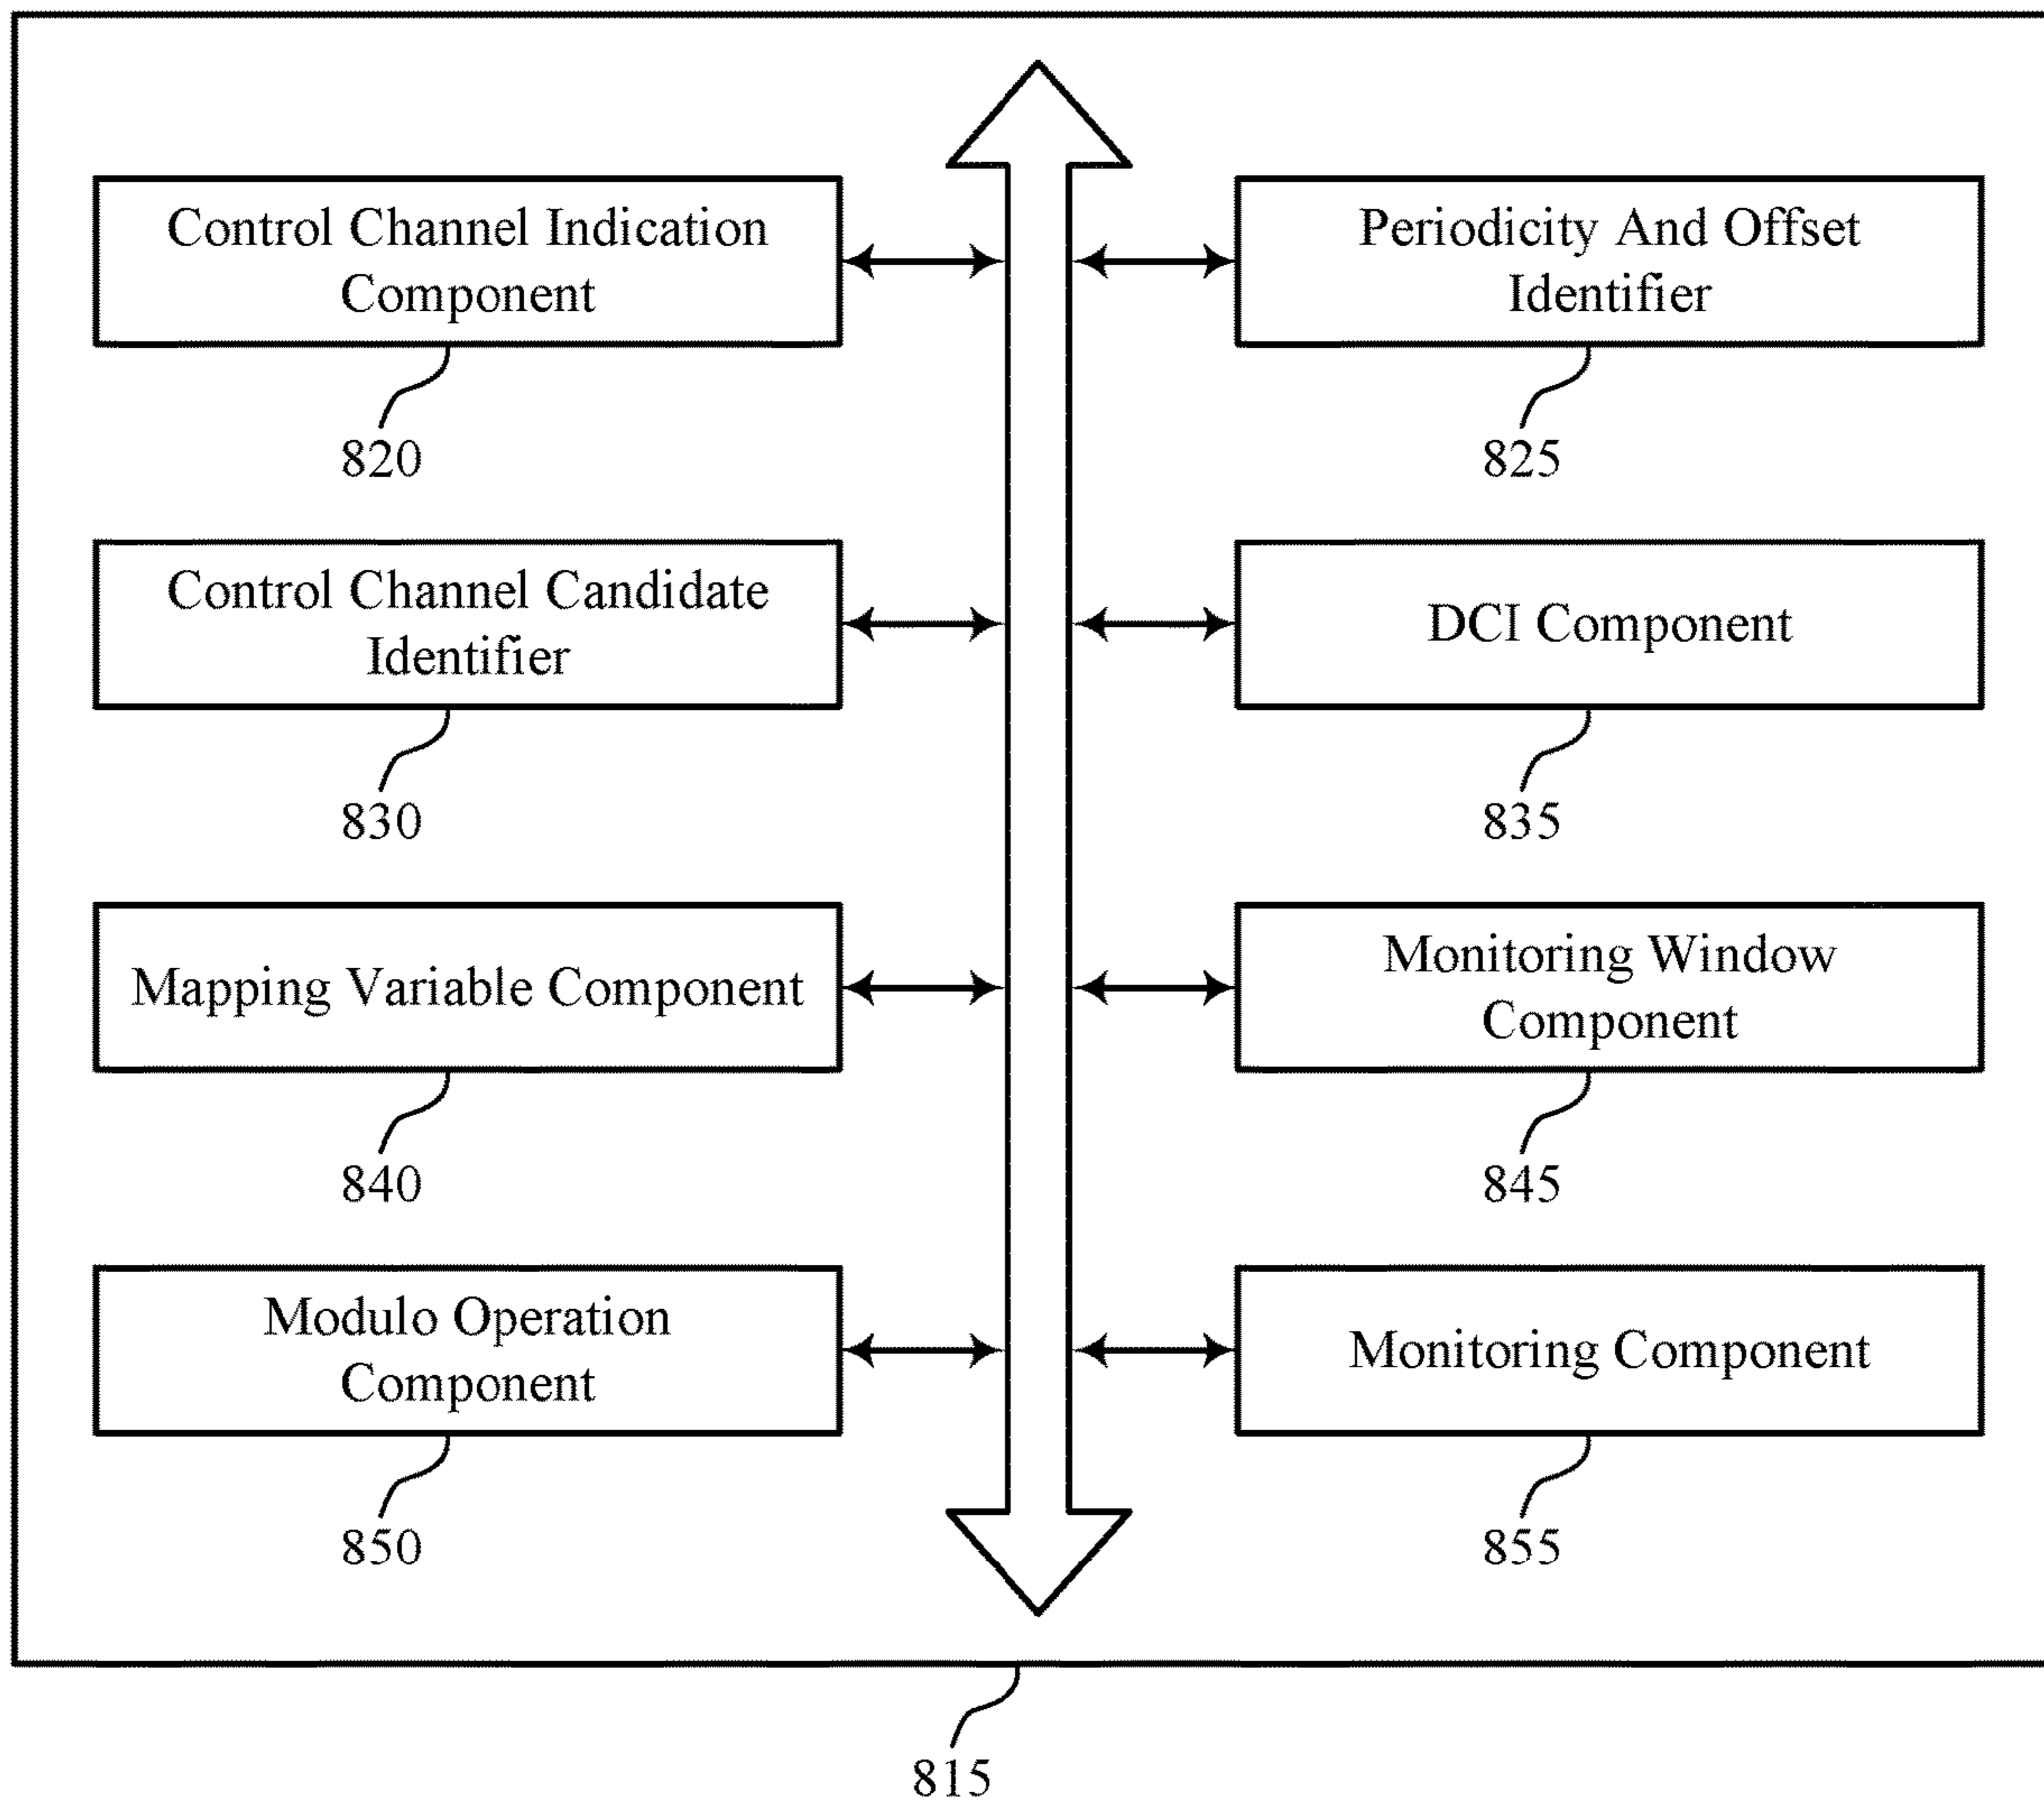 Control Channel Indication
Component
820
Periodicity And Offset
Identifier
825
Control Channel Candidate
Identifier
830
DCI Component
835
Mapping Variable Component
840
Monitoring Window
Component
845
Modulo Operation
Component
850
Monitoring Component
855
815